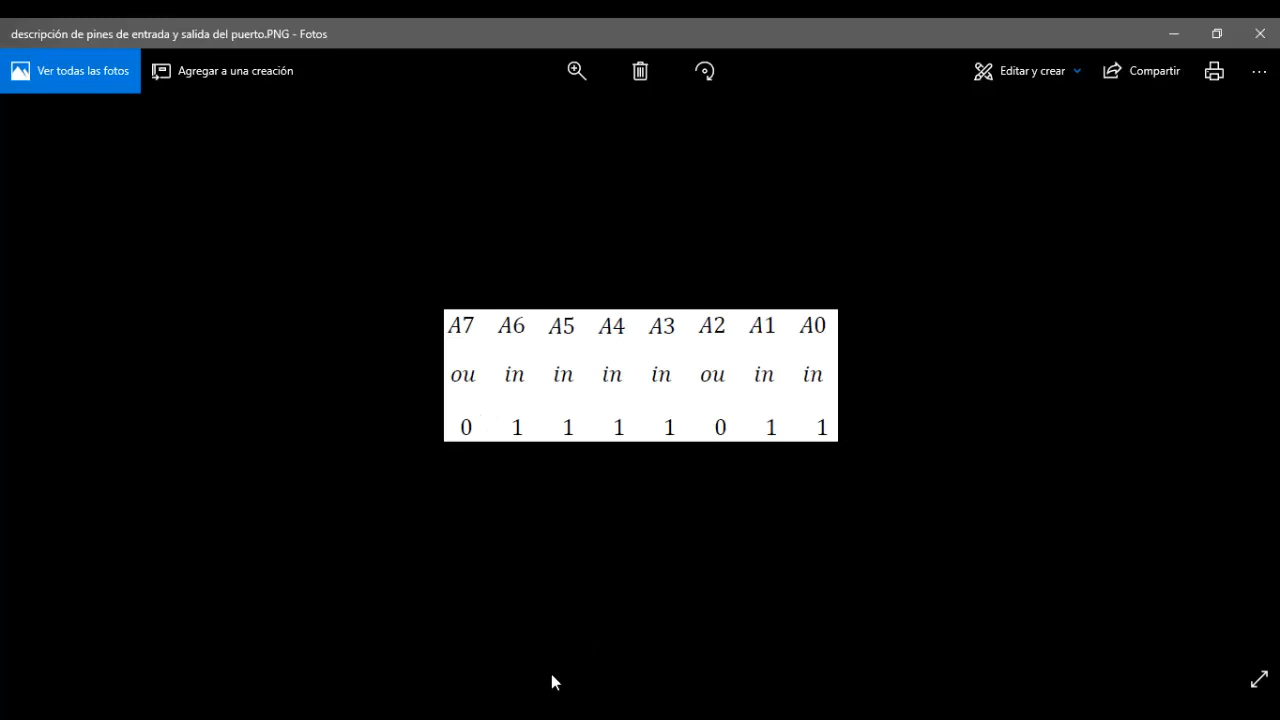 descripción de pines de entrada y salida del puerto.PNG - Fotos
Ver todas las fotos Agregar a una creación Editar y crear Compartir
A7 A6 A5 A4 A3 A2 A1 A0
ou in in in in ou in in
0 1 1 1 1 0 1 1